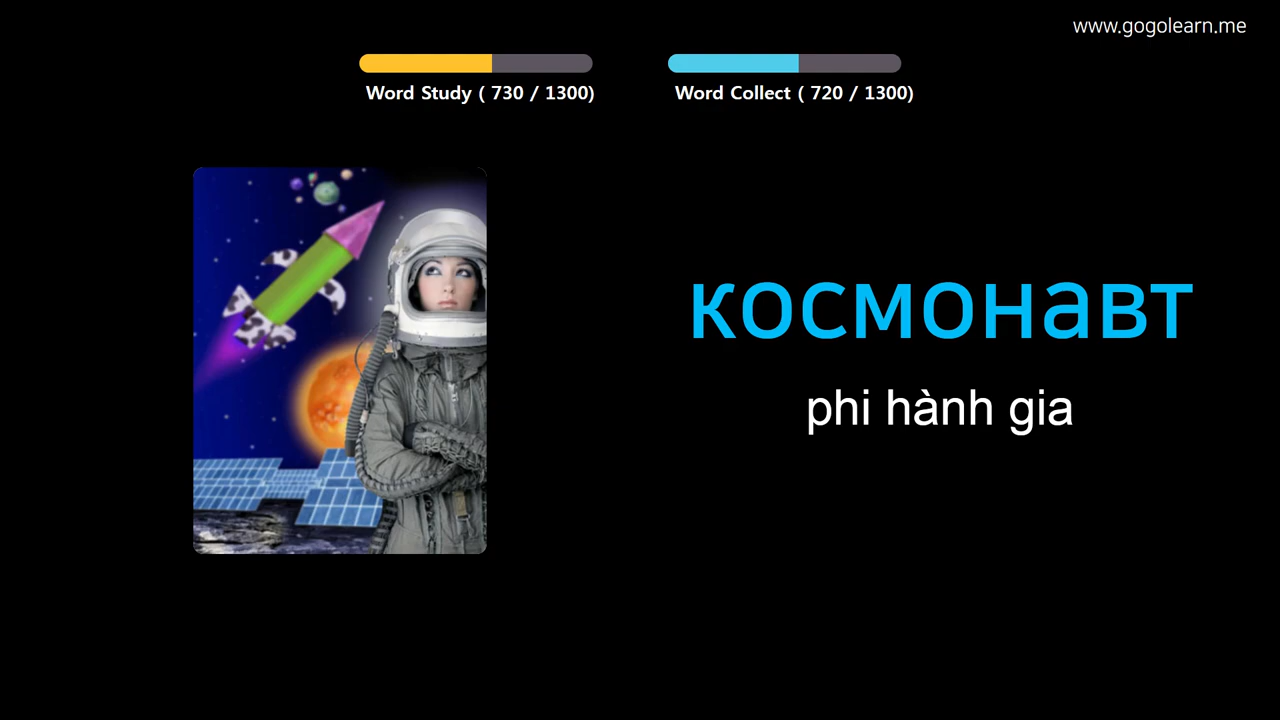 www.gogolearn.me
Word Study ( 730 / 1300)
Word Collect ( 720 / 1300)
космонавт
phi hành gia